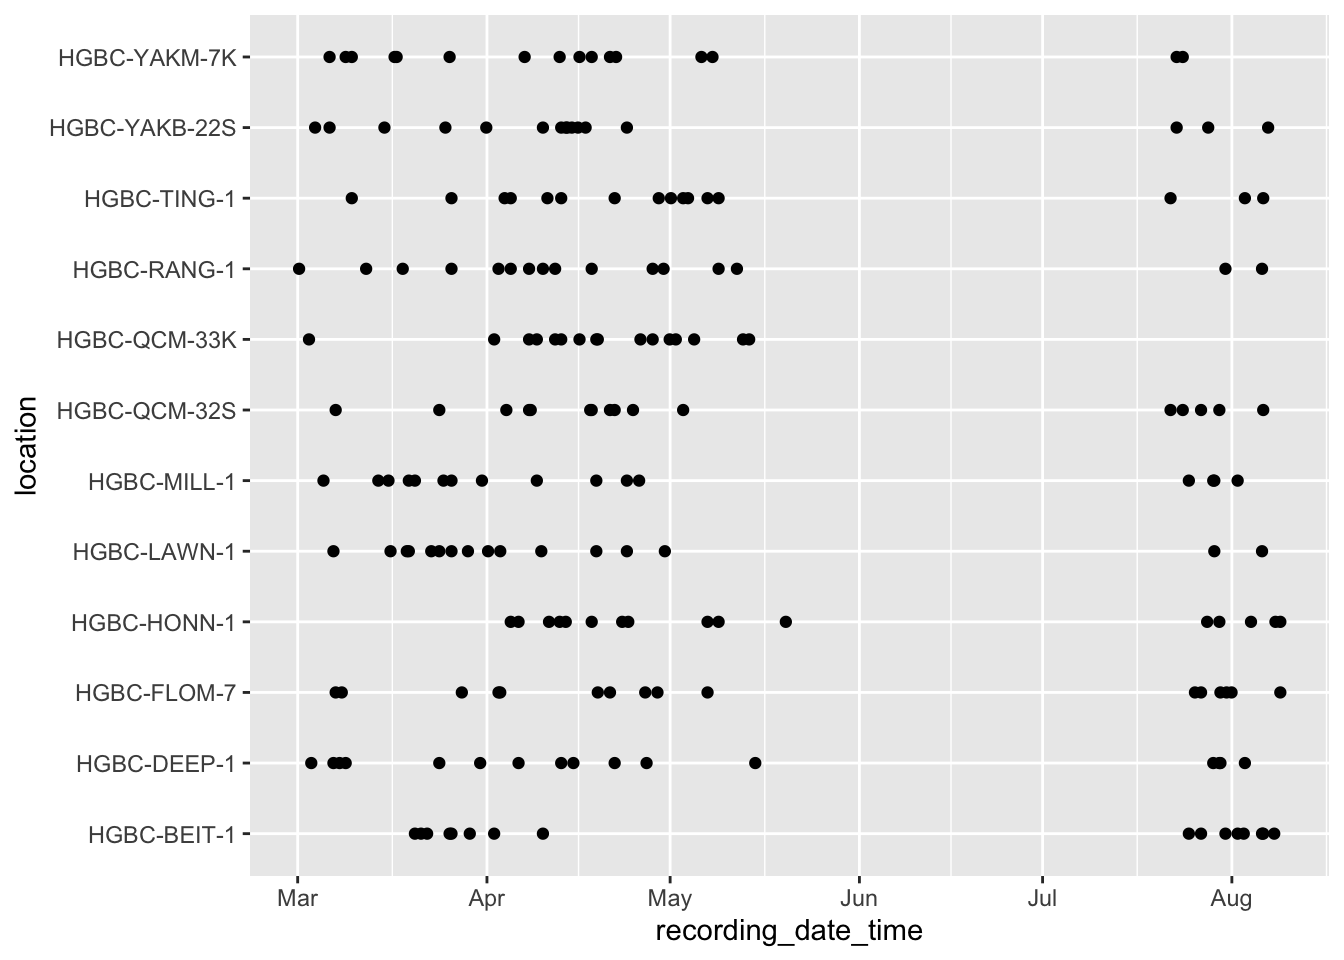 HGBC-YAKM-7K
HGBC-YAKB-22S
HGBC-TING-1
HGBC-RANG-1
HGBC-QCM-33K
HGBC-QCM-32S
HGBC-MILL-1
HGBC-LAWN-1
HGBC-HONN-1
HGBC-FLOM-7
HGBC-DEEP-1
HGBC-BEIT-1
location
Mar Apr May Jun Jul Aug
recording_date_time